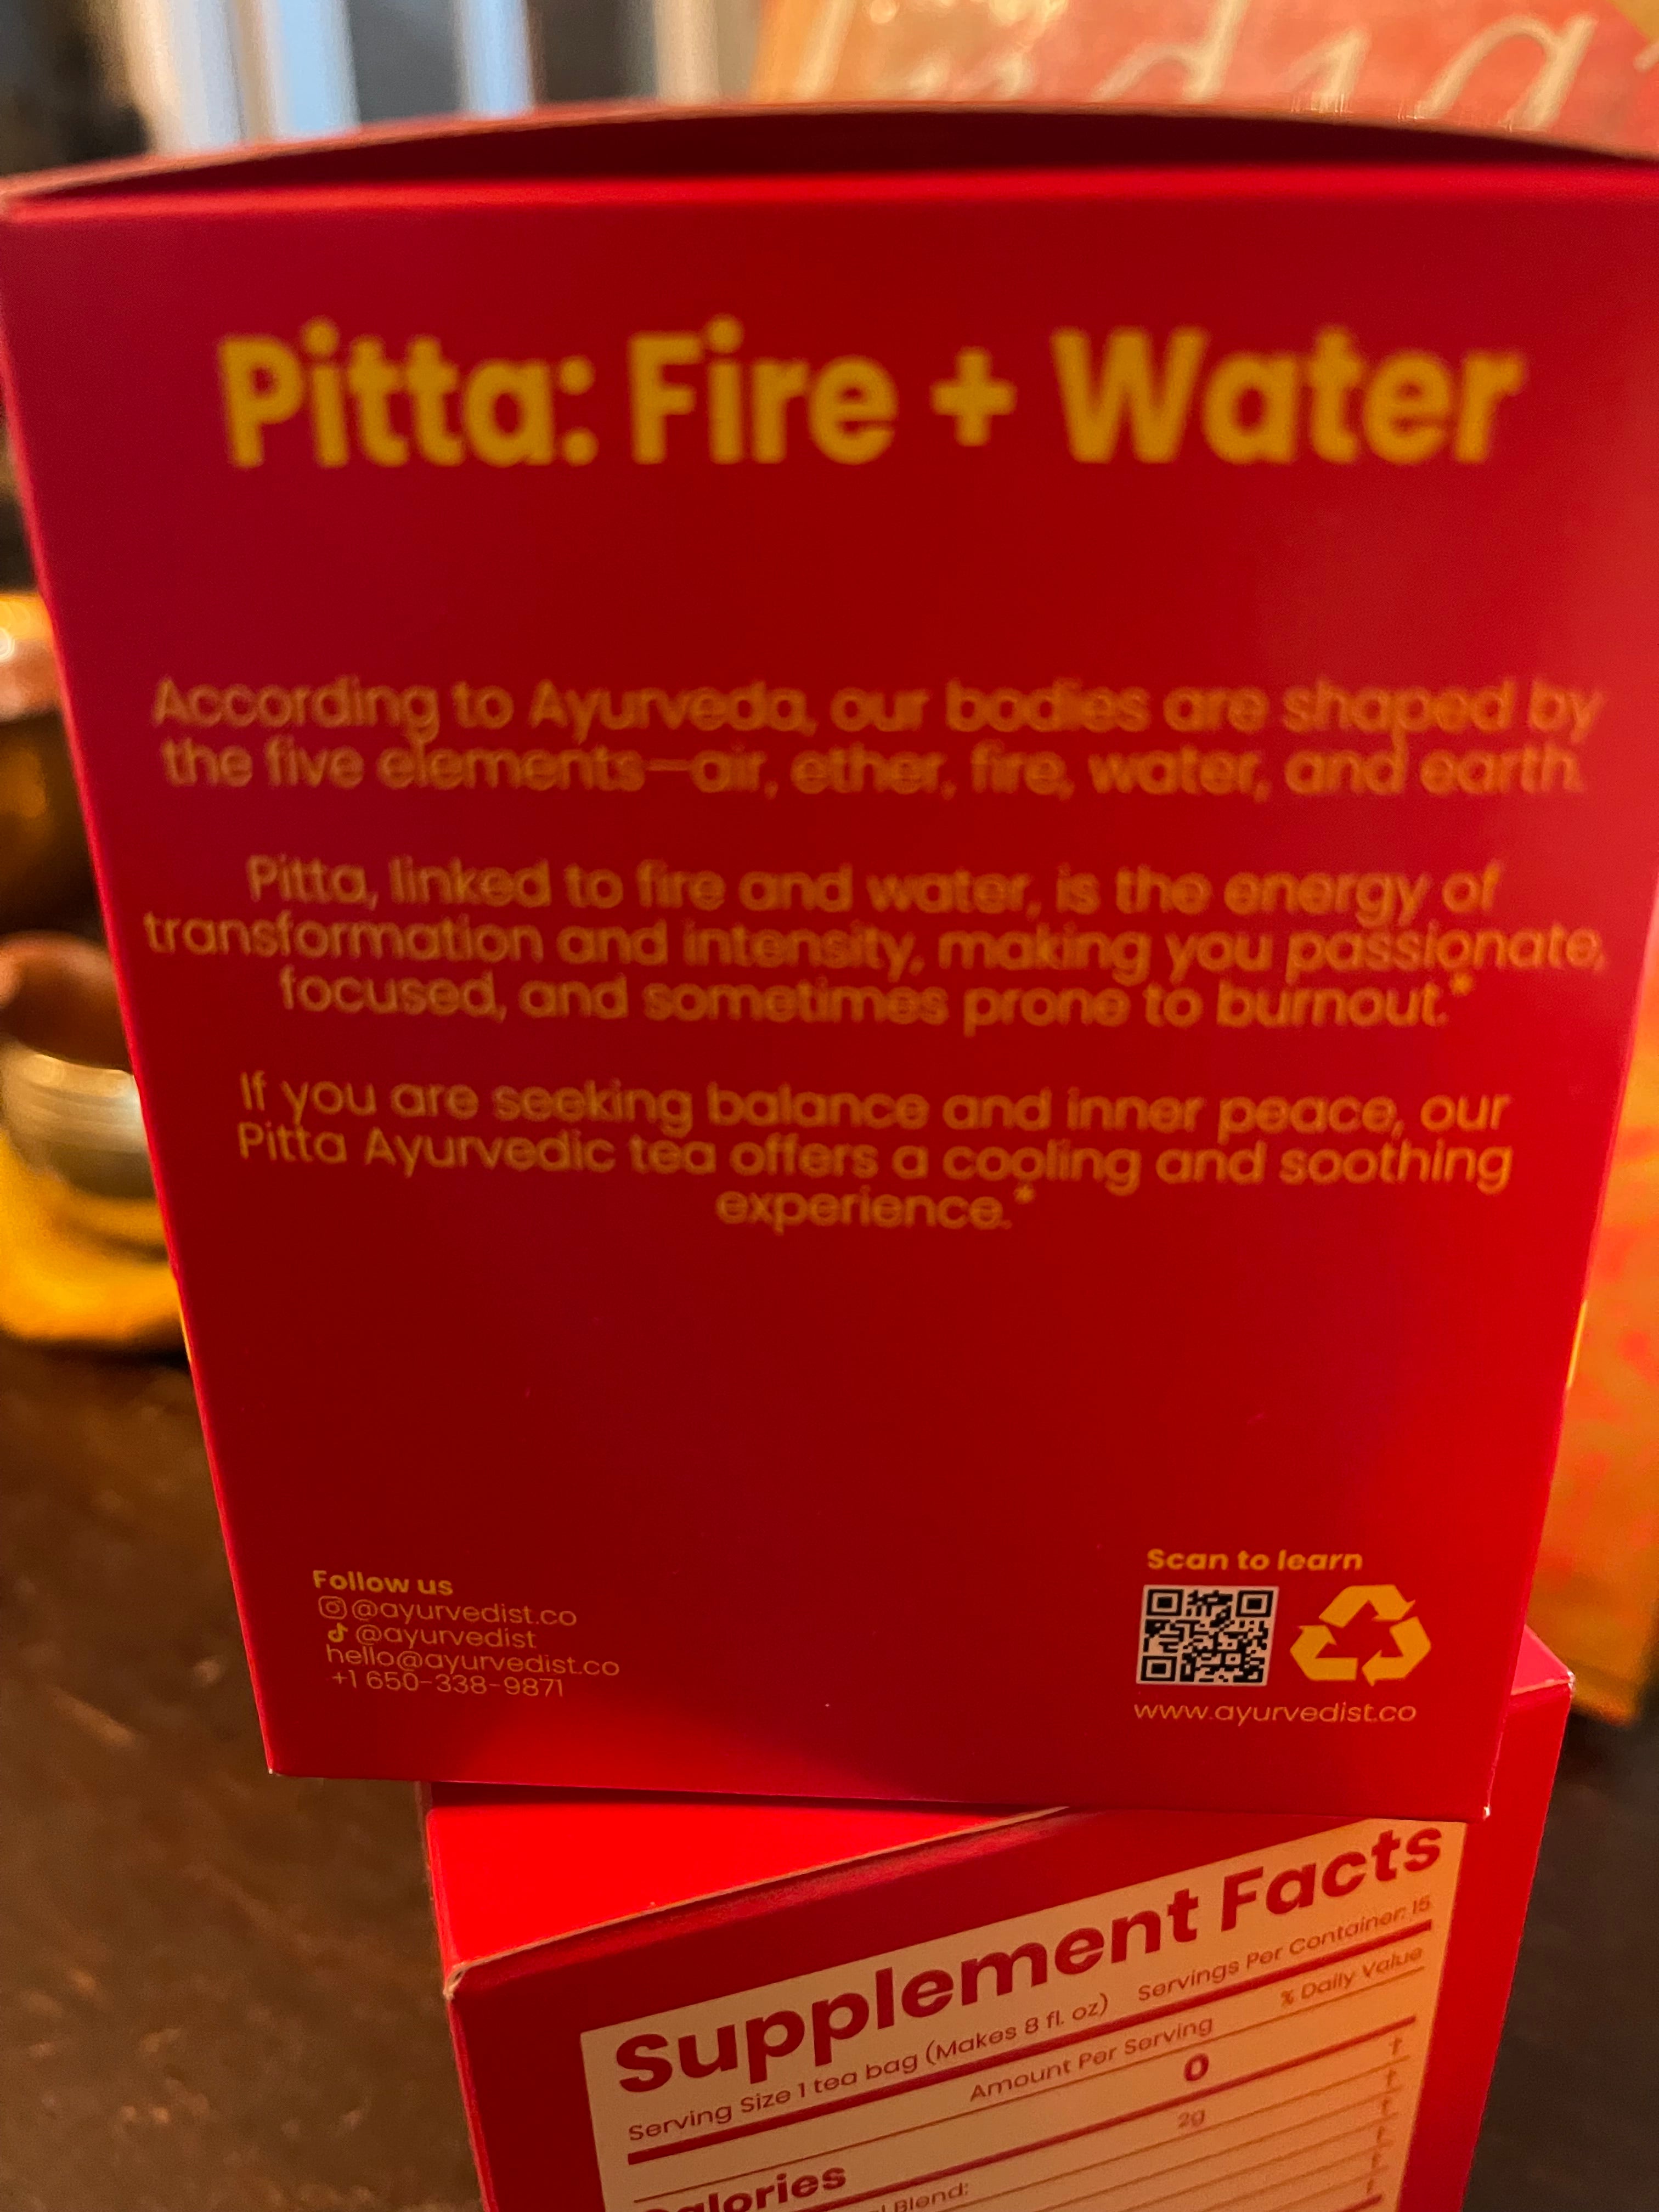 Pitta: Fire + Water
According to Ayurveda, our bodies are shaped by
the five elements—air, ether, fire, water, and earth.
Pitta, linked to fire and water, is the energy of
transformation and intensity, making you passionate,
focused, and sometimes prone to burnout.*
If you are seeking balance and inner peace, our
Pitta Ayurvedic tea offers a cooling and soothing
experience.*
Follow us
@ayurvedist.co
@ayurvedist
hello@ayurvedist.co
+1 650-338-9871
Scan to learn
www.ayurvedist.co
Supplement Facts
Serving Size 1 tea bag (Makes 8 fl. oz) Servings Per Container: 15
Amount Per Serving % Daily Value
Calories 0
Blend: 2g †
†
†
†
†
†